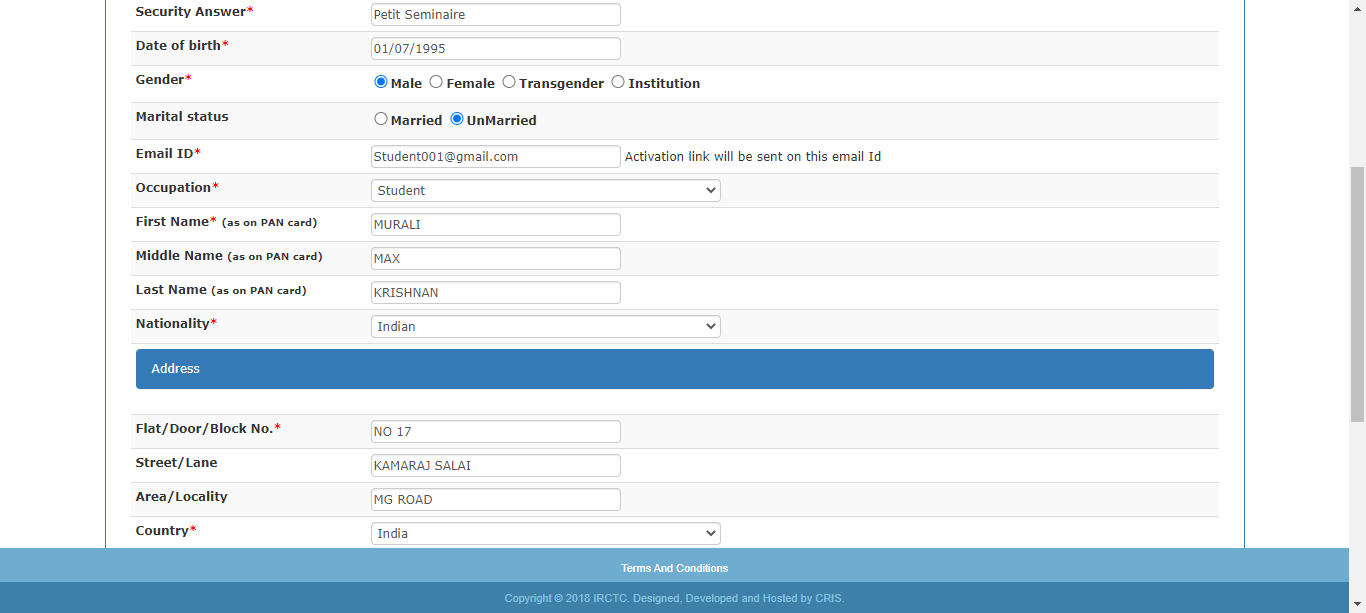 Security Answer* Petit Seminaire
Date of birth* 01/07/1995
Gender* Male Female Transgender Institution
Marital status Married UnMarried
Email ID* Student001@gmail.com Activation link will be sent on this email Id
Occupation* Student
First Name* (as on PAN card) MURALI
Middle Name (as on PAN card) MAX
Last Name (as on PAN card) KRISHNAN
Nationality* Indian
Address
Flat/Door/Block No.* NO 17
Street/Lane KAMARAJ SALAI
Area/Locality MG ROAD
Country* India
Terms And Conditions
Copyright © 2018 IRCTC. Designed, Developed and Hosted by CRIS.